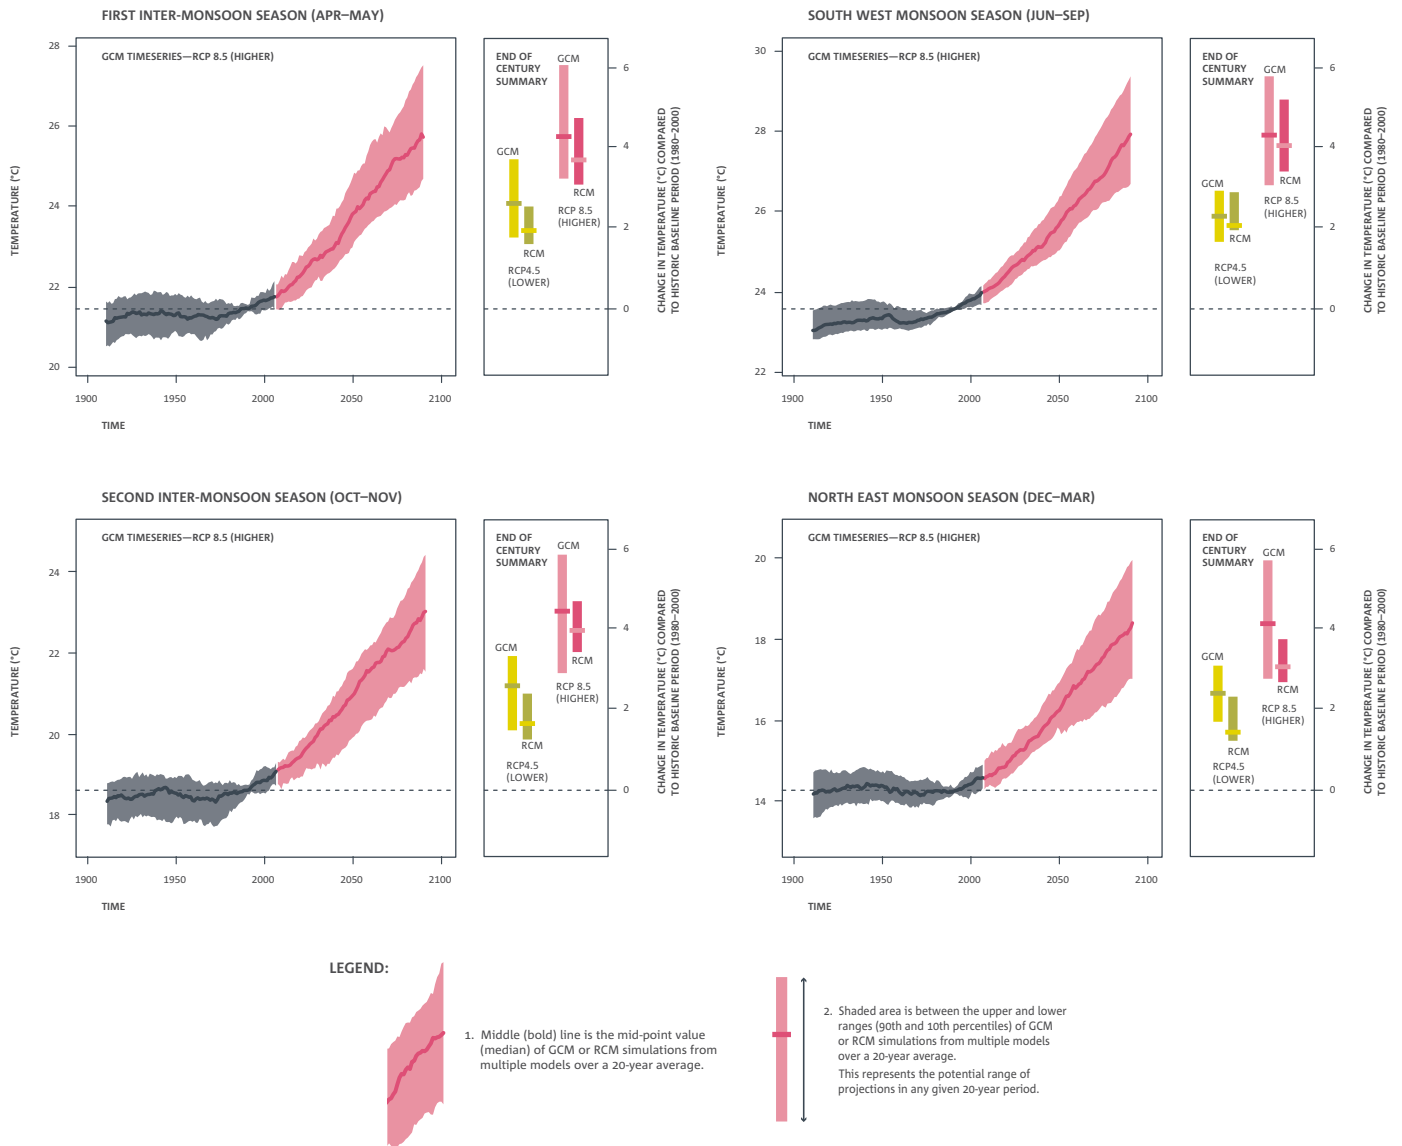 FIRST INTER-MONSOON SEASON (APR–MAY)
GCM TIMESERIES—RCP 8.5 (HIGHER)
TEMPERATURE (°C)
28
26
24
22
20
1900
1950
2000
2050
2100
TIME
END OF
CENTURY
SUMMARY
GCM
GCM
RCM
RCM
RCP 8.5
(HIGHER)
RCP4.5
(LOWER)
6
4
2
0
CHANGE IN TEMPERATURE (°C) COMPARED
TO HISTORIC BASELINE PERIOD (1980–2000)
SOUTH WEST MONSOON SEASON (JUN–SEP)
GCM TIMESERIES—RCP 8.5 (HIGHER)
TEMPERATURE (°C)
30
28
26
24
22
1900
1950
2000
2050
2100
TIME
END OF
CENTURY
SUMMARY
GCM
GCM
RCM
RCM
RCP 8.5
(HIGHER)
RCP4.5
(LOWER)
6
4
2
0
CHANGE IN TEMPERATURE (°C) COMPARED
TO HISTORIC BASELINE PERIOD (1980–2000)
SECOND INTER-MONSOON SEASON (OCT–NOV)
GCM TIMESERIES—RCP 8.5 (HIGHER)
TEMPERATURE (°C)
24
22
20
18
1900
1950
2000
2050
2100
TIME
END OF
CENTURY
SUMMARY
GCM
GCM
RCM
RCP 8.5
(HIGHER)
RCM
RCP4.5
(LOWER)
6
4
2
0
CHANGE IN TEMPERATURE (°C) COMPARED
TO HISTORIC BASELINE PERIOD (1980–2000)
NORTH EAST MONSOON SEASON (DEC–MAR)
GCM TIMESERIES—RCP 8.5 (HIGHER)
TEMPERATURE (°C)
20
18
16
14
1900
1950
2000
2050
2100
TIME
END OF
CENTURY
SUMMARY
GCM
GCM
RCM
RCP 8.5
(HIGHER)
RCM
RCP4.5
(LOWER)
6
4
2
0
CHANGE IN TEMPERATURE (°C) COMPARED
TO HISTORIC BASELINE PERIOD (1980–2000)
LEGEND:
1. Middle (bold) line is the mid-point value
(median) of GCM or RCM simulations from
multiple models over a 20-year average.
2. Shaded area is between the upper and lower
ranges (90th and 10th percentiles) of GCM
or RCM simulations from multiple models
over a 20-year average.
This represents the potential range of
projections in any given 20-year period.